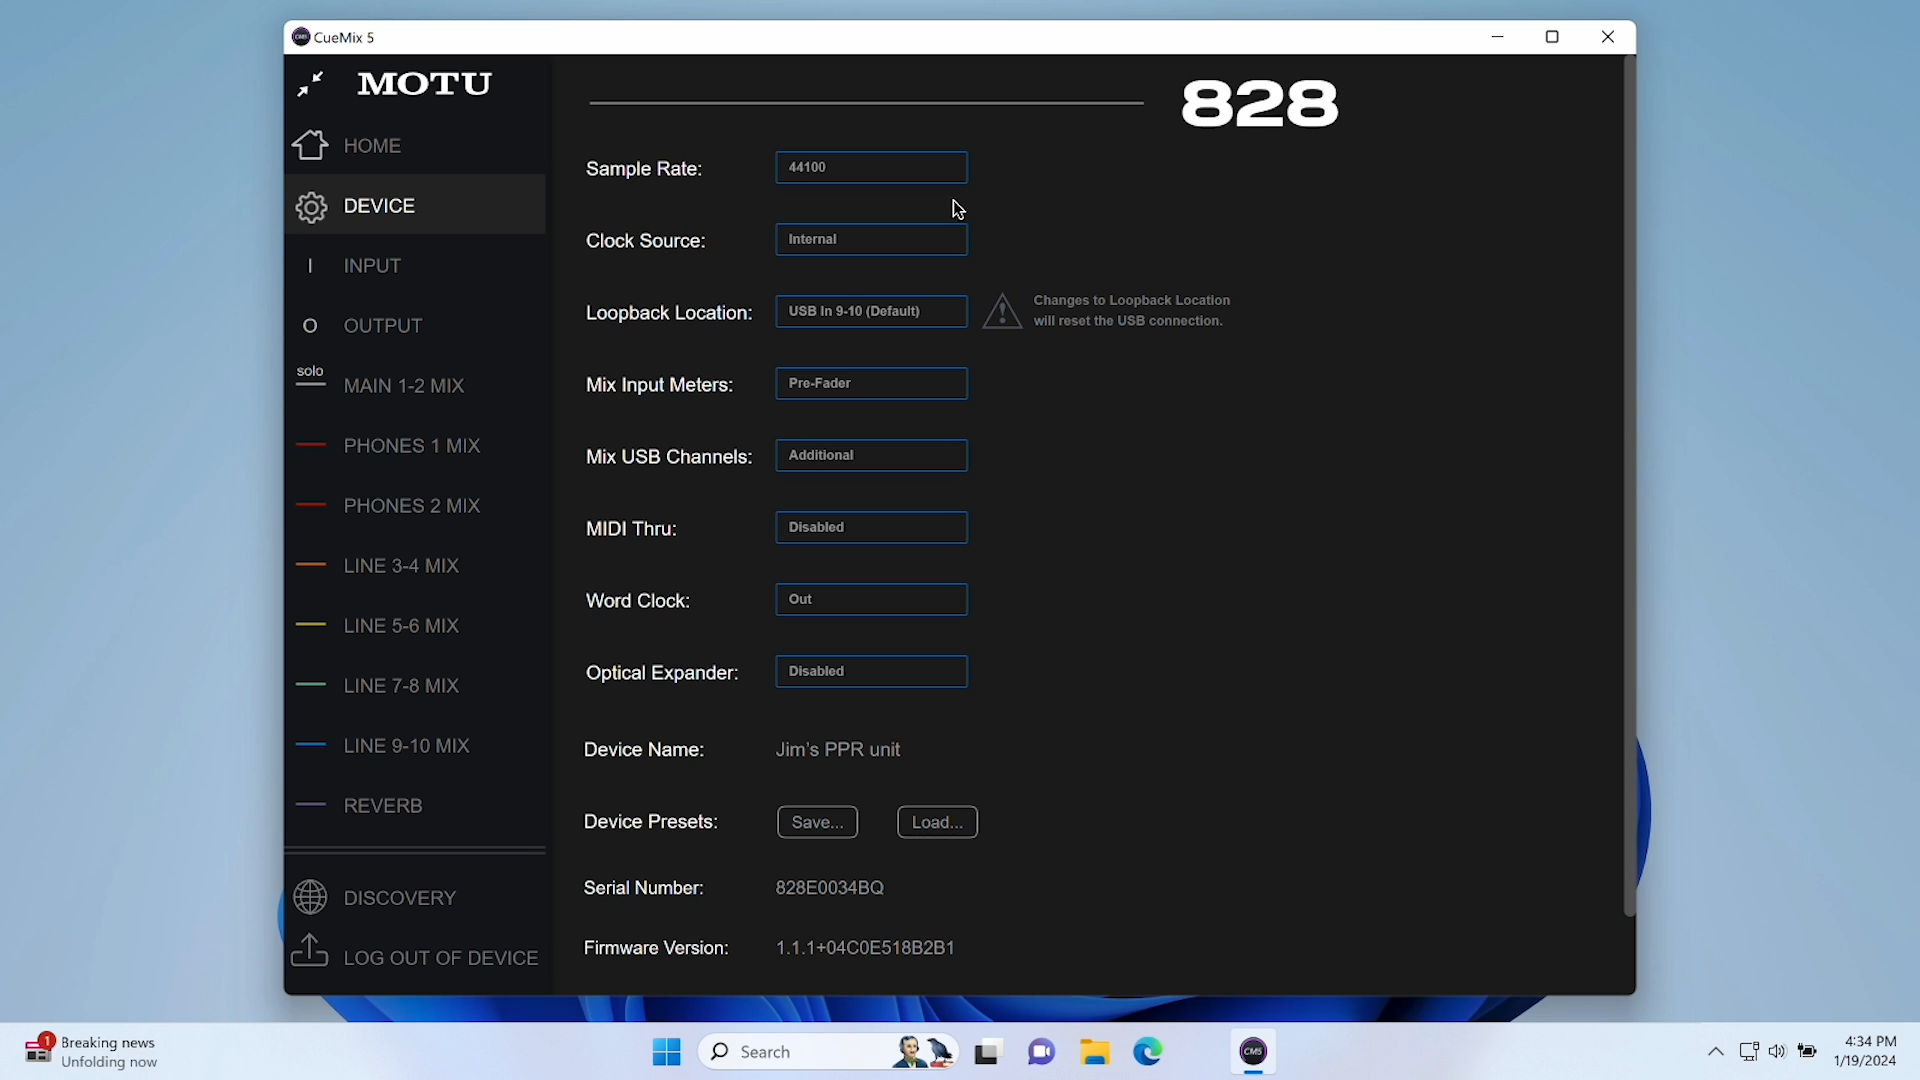 CueMix 5
MOTU
828
HOME
DEVICE
I INPUT
O OUTPUT
solo
MAIN 1-2 MIX
PHONES 1 MIX
PHONES 2 MIX
LINE 3-4 MIX
LINE 5-6 MIX
LINE 7-8 MIX
LINE 9-10 MIX
REVERB
DISCOVERY
LOG OUT OF DEVICE
Sample Rate: 44100
Clock Source: Internal
Loopback Location: USB In 9-10 (Default)
Changes to Loopback Location
will reset the USB connection.
Mix Input Meters: Pre-Fader
Mix USB Channels: Additional
MIDI Thru: Disabled
Word Clock: Out
Optical Expander: Disabled
Device Name: Jim's PPR unit
Device Presets: Save... Load...
Serial Number: 828E0034BQ
Firmware Version: 1.1.1+04C0E518B2B1
1
Breaking news
Unfolding now
Search
CM5
4:34 PM
1/19/2024